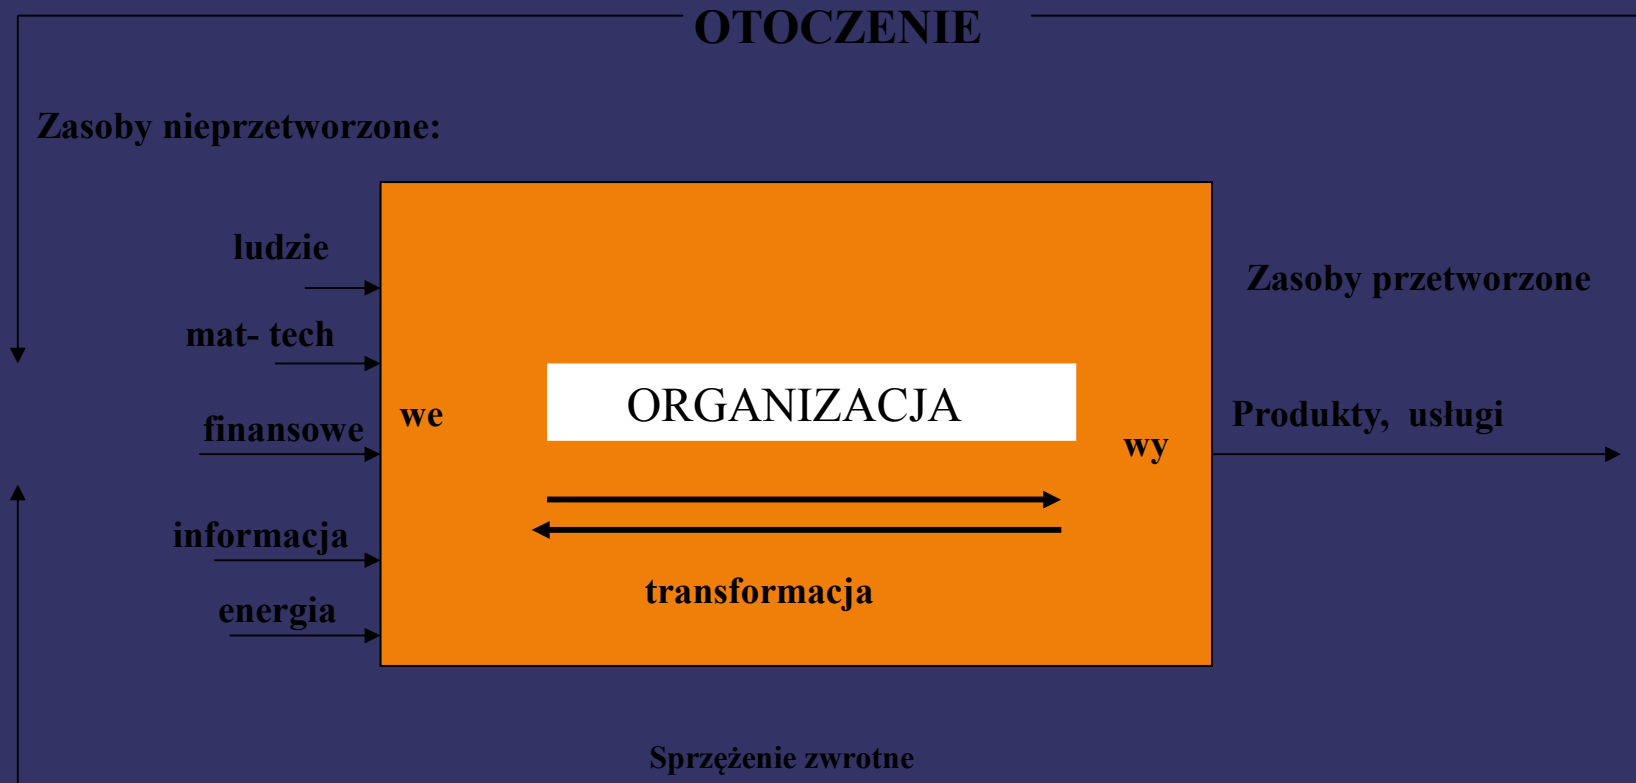 OTOCZENIE
Zasoby nieprzetworzone:
ludzie
mat- tech
finansowe
informacja
energia
we
ORGANIZACJA
transformacja
wy
Zasoby przetworzone
Produkty, usługi
Sprzężenie zwrotne